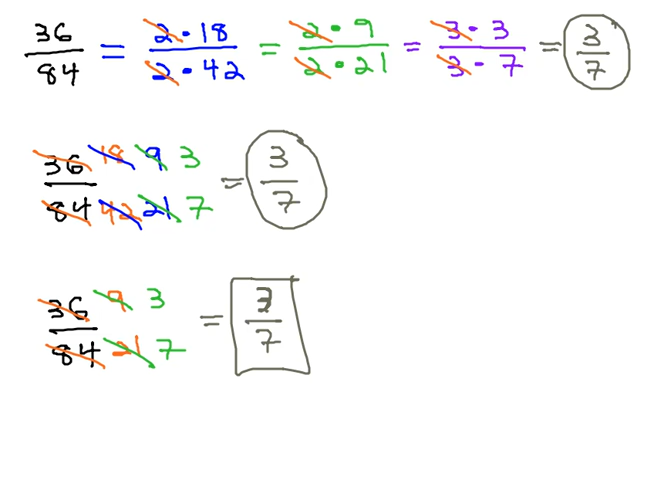 36/84 = 2·18/2·42 = 2·9/2·21 = 3·3/3·7 = 3/7
36/84 18/42 9/21 3/7 = 3/7
36/84 9/21 3/7 = 3/7